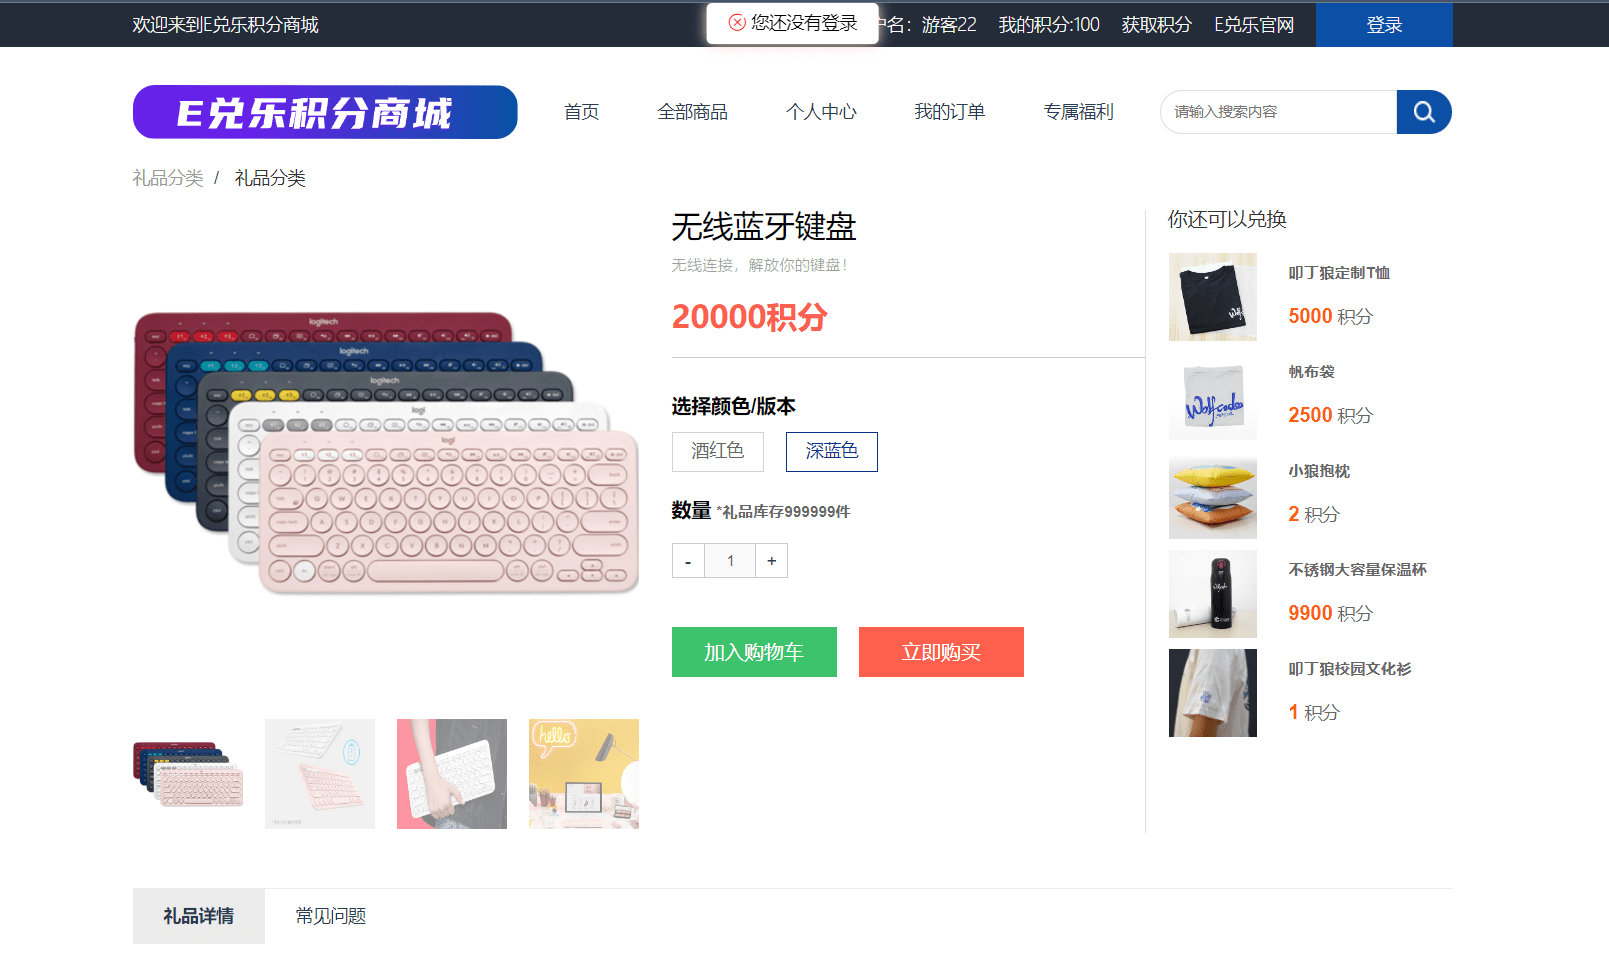 欢迎来到E兑乐积分商城
您还没有登录
户名：游客22
我的积分:100
获取积分
E兑乐官网
登录
E兑乐积分商城
首页
全部商品
个人中心
我的订单
专属福利
请输入搜索内容
礼品分类 / 礼品分类
无线蓝牙键盘
无线连接，解放你的键盘！
20000积分
选择颜色/版本
酒红色
深蓝色
数量 *礼品库存999999件
- 1 +
加入购物车
立即购买
logitech
logitech
logitech
logi
logi
hello
你还可以兑换
叩丁狼定制T恤
5000 积分
帆布袋
2500 积分
小狼抱枕
2 积分
不锈钢大容量保温杯
9900 积分
叩丁狼校园文化衫
1 积分
礼品详情
常见问题